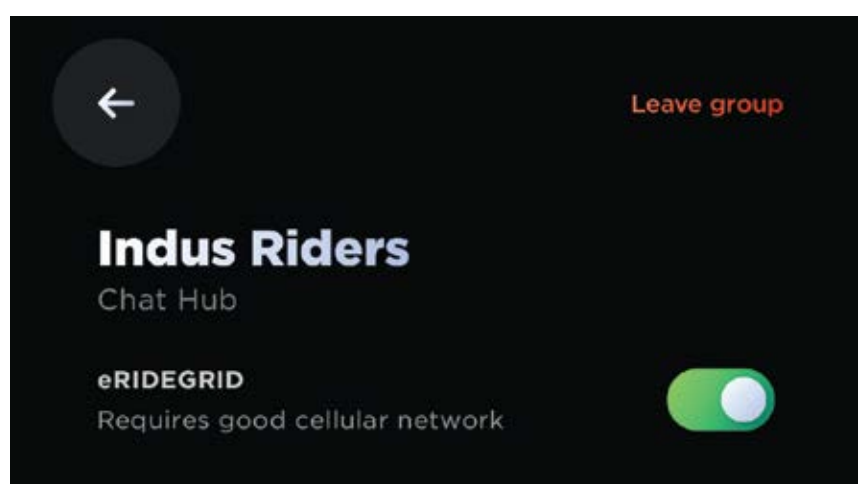 Leave group
Indus Riders
Chat Hub
eRIDEGRID
Requires good cellular network